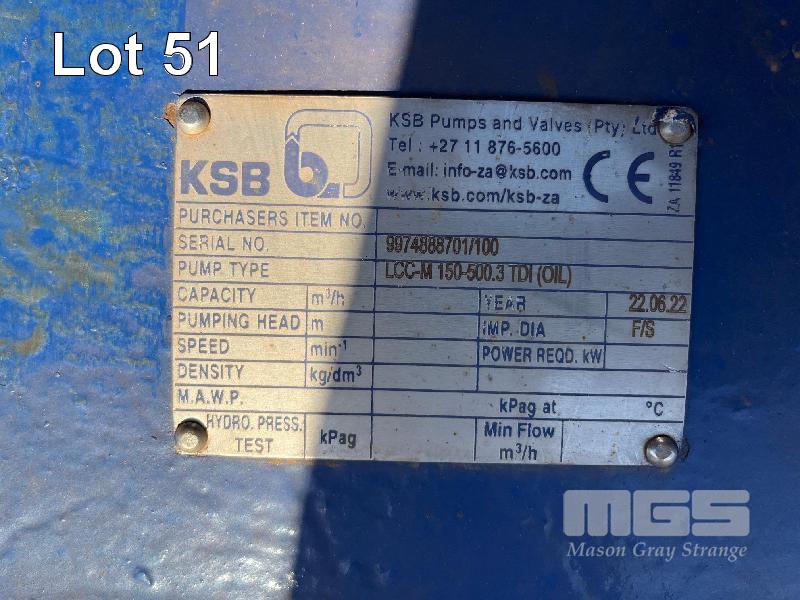 Lot 51
KSB
KSB Pumps and Valves (Pty) Ltd
Tel : +27 11 876-5600
E-mail: info-za@ksb.com
www.ksb.com/ksb-za
CE
ZA 11849 R1
PURCHASERS ITEM NO.
SERIAL NO. 9974888701/100
PUMP TYPE LCC-M 150-500.3 TDI (OIL)
CAPACITY m³/h YEAR 22.06.22
PUMPING HEAD m IMP. DIA F/S
SPEED min⁻¹ POWER REQD. kW
DENSITY kg/dm³
M.A.W.P. kPag at °C
HYDRO. PRESS. TEST kPag Min Flow m³/h
MGS
Mason Gray Strange